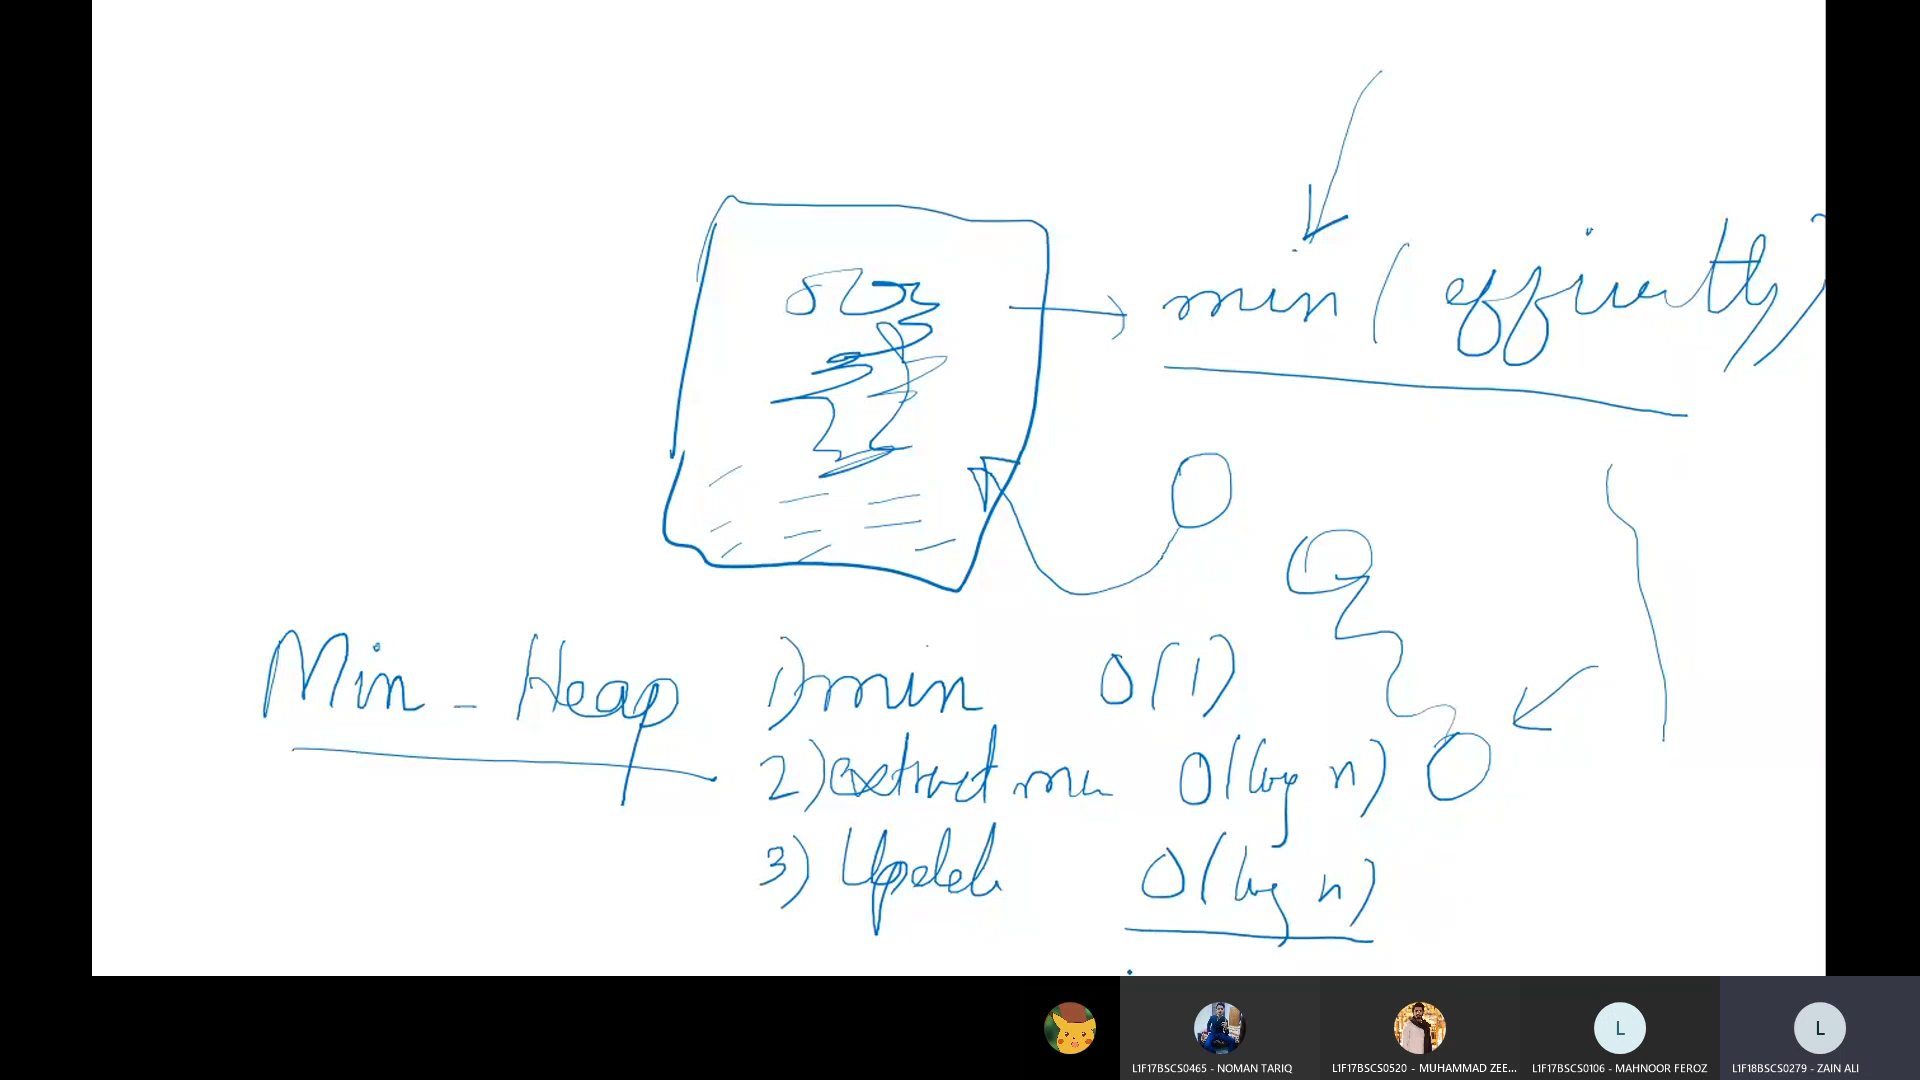 min (efficiently)
Min - Heap 1) min O(1)
2) extract min O(log n)
3) Update O(log n)
L1F17BSCS0465 - NOMAN TARIQ
L1F17BSCS0520 - MUHAMMAD ZEE...
L
L1F17BSCS0106 - MAHNOOR FEROZ
L
L1F18BSCS0279 - ZAIN ALI